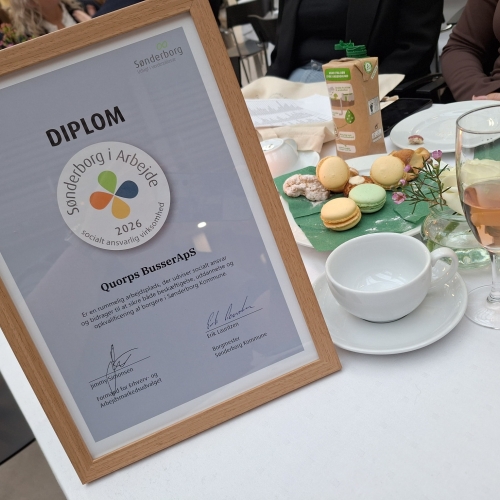 Sønderborg
DIPLOM
Sønderborg i Arbejde
2026
socialt ansvarlig virksomhed
Quorps BusserApS
Er en rummelig arbejdsplads, der udviser socialt ansvar
og bidrager til at sikre både beskæftigelse, uddannelse og
opkvalificering af borgere i Sønderborg Kommune.
Erik Lauritzen
Borgmester
Sønderborg Kommune
Formand for Erhverv- og
Arbejdsmarkedsudvalget